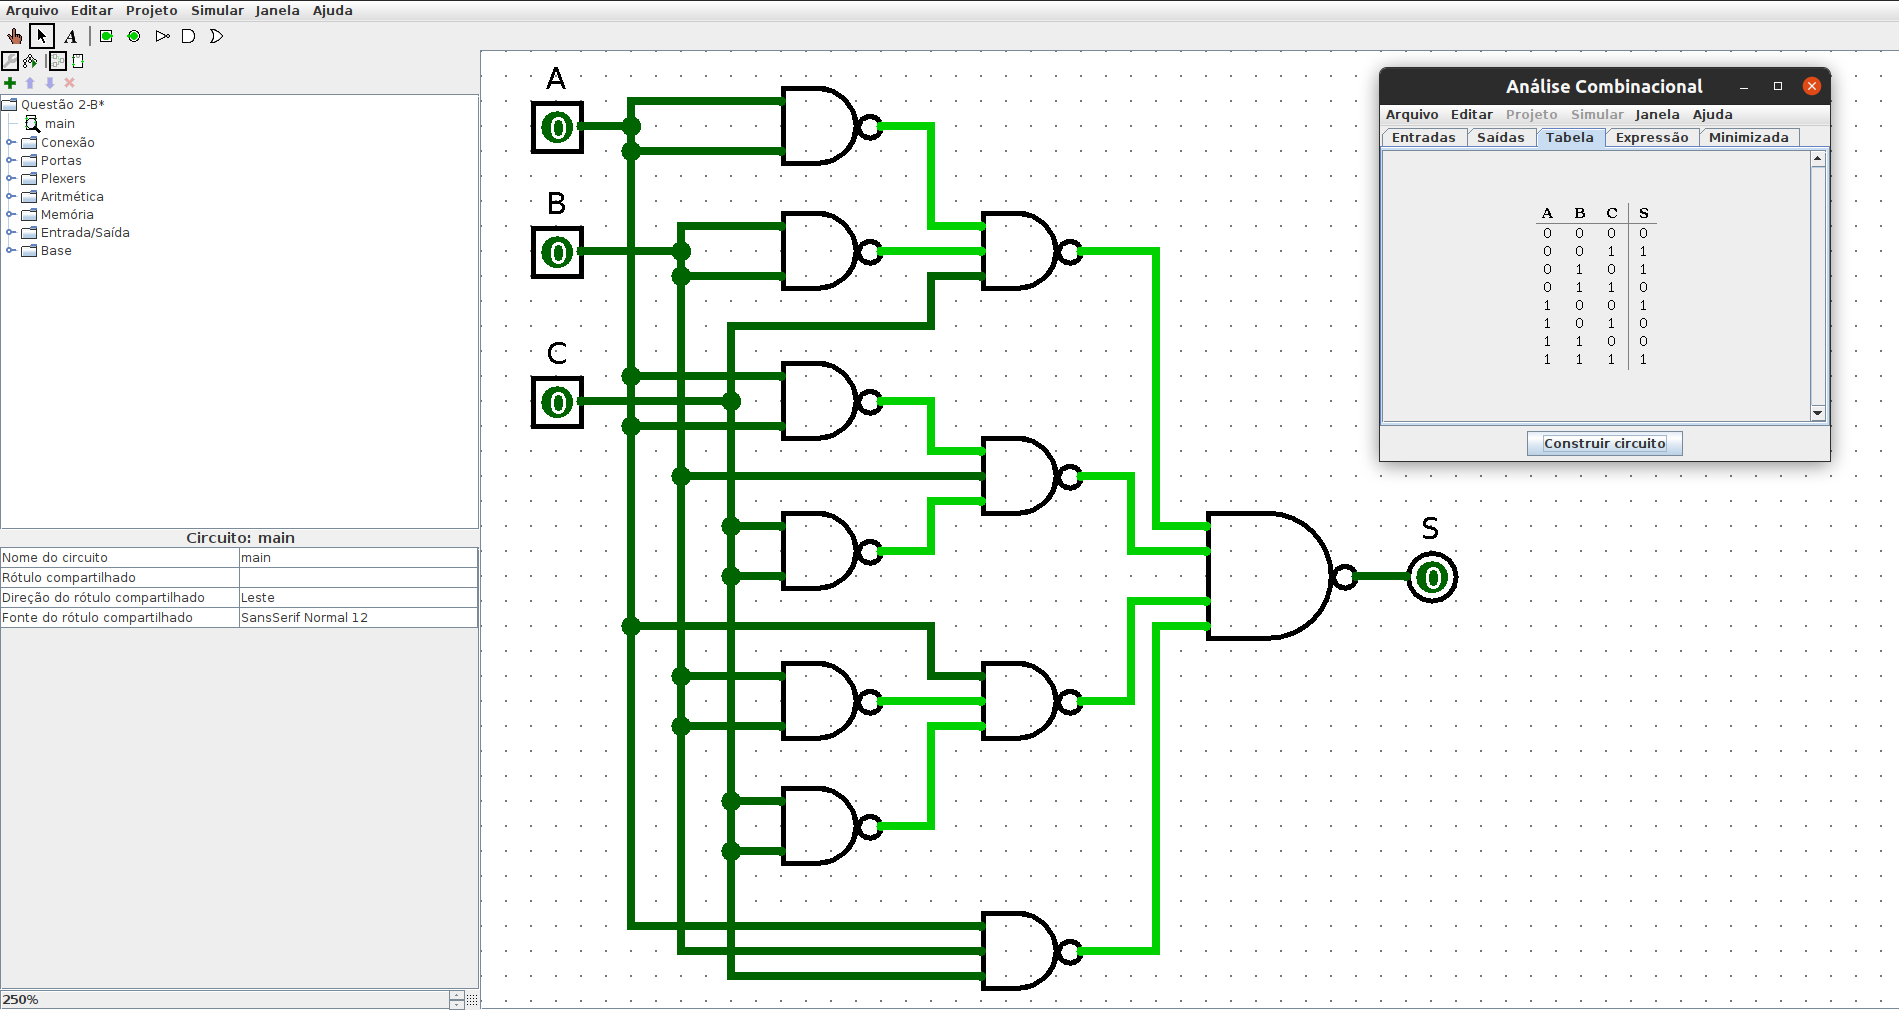 Arquivo Editar Projeto Simular Janela Ajuda
A
Questão 2-B*
main
Conexão
Portas
Plexers
Aritmética
Memória
Entrada/Saída
Base
Circuito: main
Nome do circuito main
Rótulo compartilhado
Direção do rótulo compartilhado Leste
Fonte do rótulo compartilhado SansSerif Normal 12
250%
A
0
B
0
C
0
S
0
Análise Combinacional
Arquivo Editar Projeto Simular Janela Ajuda
Entradas Saídas Tabela Expressão Minimizada
A B C S
0 0 0 0
0 0 1 1
0 1 0 1
0 1 1 0
1 0 0 1
1 0 1 0
1 1 0 0
1 1 1 1
Construir circuito